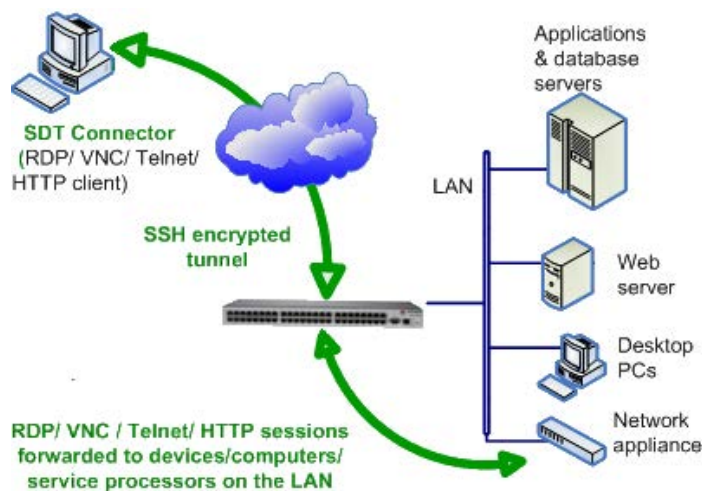 Applications
& database
servers
SDT Connector
(RDP/ VNC/ Telnet/
HTTP client)
LAN
SSH encrypted
tunnel
Web
server
Desktop
PCs
Network
appliance
RDP/ VNC / Telnet/ HTTP sessions
forwarded to devices/computers/
service processors on the LAN